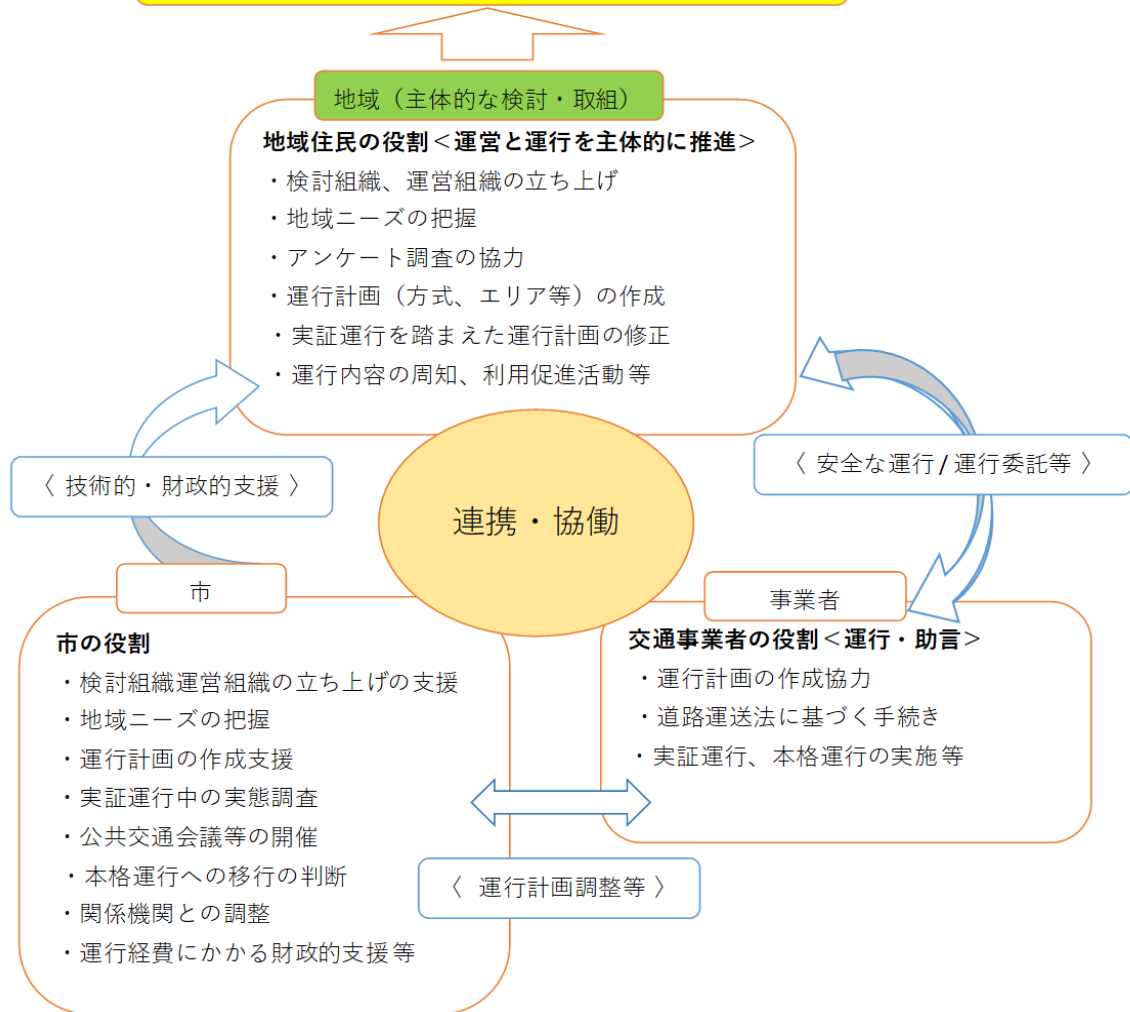 地域（主体的な検討・取組）
地域住民の役割＜運営と運行を主体的に推進＞
・検討組織、運営組織の立ち上げ
・地域ニーズの把握
・アンケート調査の協力
・運行計画（方式、エリア等）の作成
・実証運行を踏まえた運行計画の修正
・運行内容の周知、利用促進活動等
〈 技術的・財政的支援 〉
〈 安全な運行/運行委託等 〉
連携・協働
市
市の役割
・検討組織運営組織の立ち上げの支援
・地域ニーズの把握
・運行計画の作成支援
・実証運行中の実態調査
・公共交通会議等の開催
・本格運行への移行の判断
・関係機関との調整
・運行経費にかかる財政的支援等
事業者
交通事業者の役割＜運行・助言＞
・運行計画の作成協力
・道路運送法に基づく手続き
・実証運行、本格運行の実施等
〈 運行計画調整等 〉